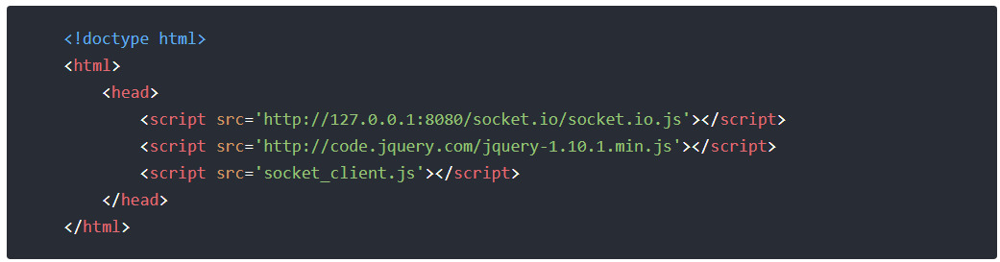 <!doctype html>
<html>
<head>
<script src='http://127.0.0.1:8080/socket.io/socket.io.js'></script>
<script src='http://code.jquery.com/jquery-1.10.1.min.js'></script>
<script src='socket_client.js'></script>
</head>
</html>